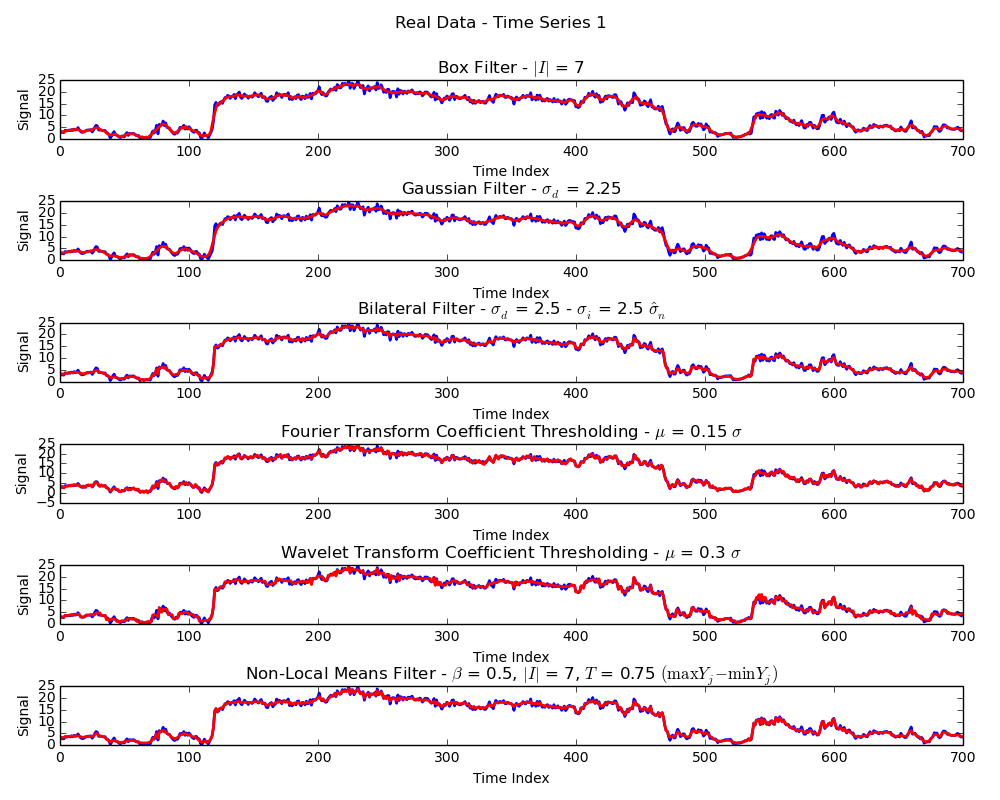 Real Data - Time Series 1
Box Filter - |I| = 7
Signal
25
20
15
10
5
0
0 100 200 300 400 500 600 700
Time Index
Gaussian Filter - σ_d = 2.25
Signal
25
20
15
10
5
0
0 100 200 300 400 500 600 700
Time Index
Bilateral Filter - σ_d = 2.5 - σ_i = 2.5 σ̂_n
Signal
25
20
15
10
5
0
0 100 200 300 400 500 600 700
Time Index
Fourier Transform Coefficient Thresholding - μ = 0.15 σ
Signal
25
20
15
10
5
0
−5
0 100 200 300 400 500 600 700
Time Index
Wavelet Transform Coefficient Thresholding - μ = 0.3 σ
Signal
25
20
15
10
5
0
0 100 200 300 400 500 600 700
Time Index
Non-Local Means Filter - β = 0.5, |I| = 7, T = 0.75 (maxY_j−minY_j)
Signal
25
20
15
10
5
0
0 100 200 300 400 500 600 700
Time Index